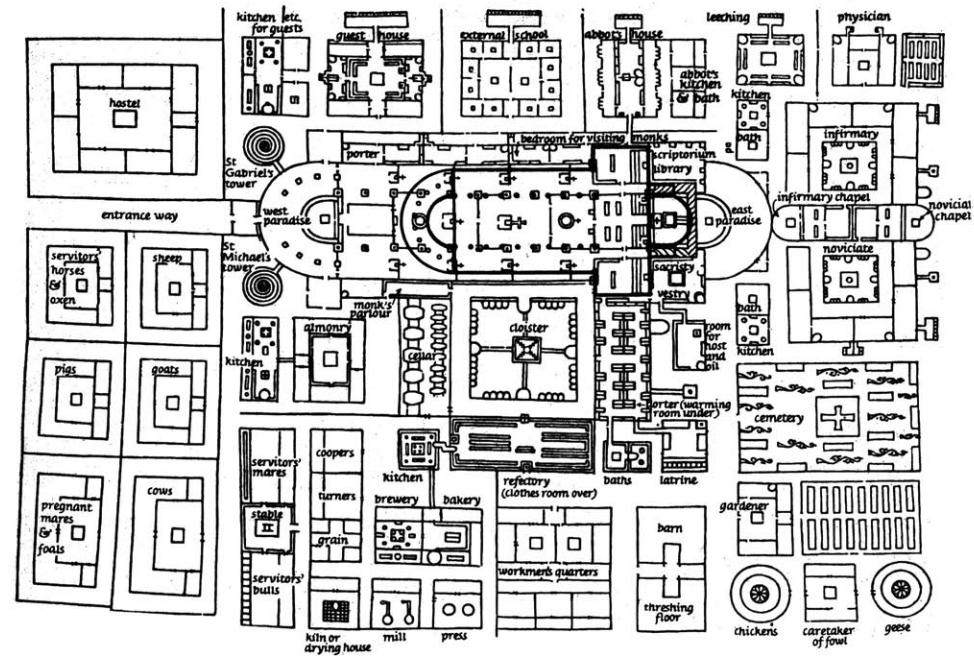 kitchen etc.
for guests
guest house
external school
abbot's house
abbot's
kitchen
& bath
leeching
physician
hostel
kitchen
bath
infirmary
St
Gabriel's
tower
porter
bedroom for visiting monks
scriptorium
library
entrance way
west
paradise
east
paradise
infirmary chapel
noviciate
chapel
St
Michael's
tower
servitors'
horses
&
oxen
sheep
monk's
parlour
sacristy
vestry
noviciate
bath
kitchen
kitchen
almonry
cellar
cloister
room
for
host
and
oil
pigs
goats
porter (warming
room under)
cemetery
servitors'
mares
coopers
kitchen
refectory
(clothes room over)
baths
latrine
turners
brewery
bakery
pregnant
mares
&
foals
cows
stable
grain
gardener
barn
servitors'
bulls
workmen's quarters
threshing
floor
kiln or
drying house
mill
press
chickens
caretaker
of fowl
geese